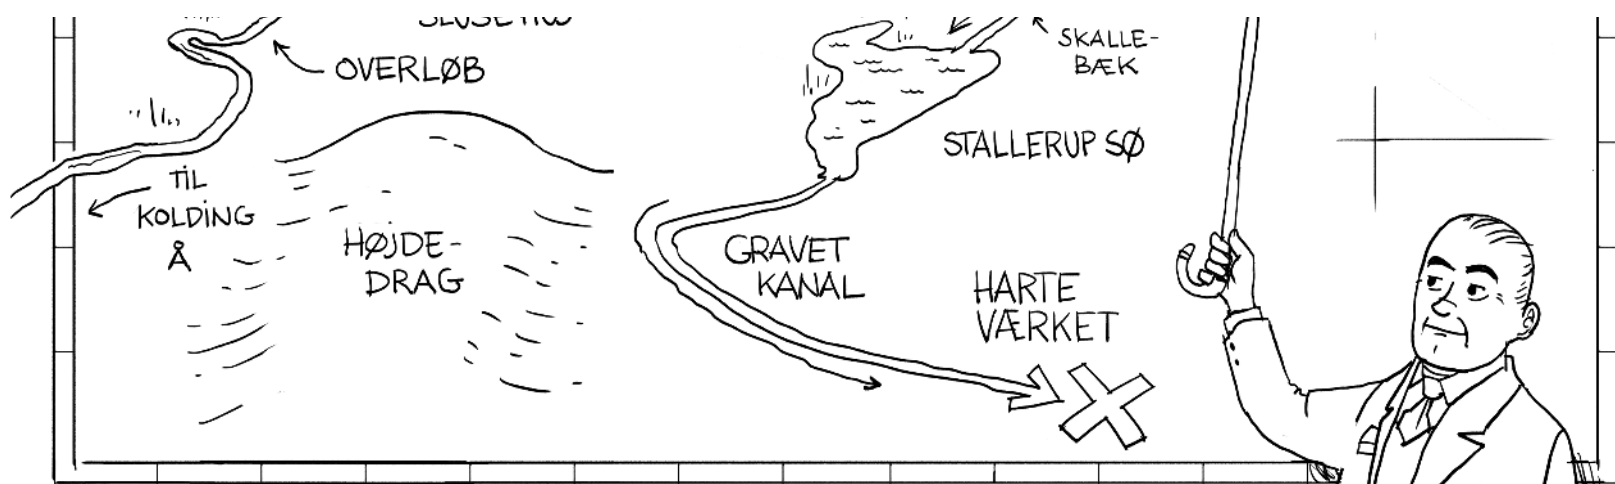 OVERLØB
SKALLE-
BÆK
STALLERUP SØ
TIL
KOLDING
Å
HØJDE-
DRAG
GRAVET
KANAL
HARTE
VÆRKET